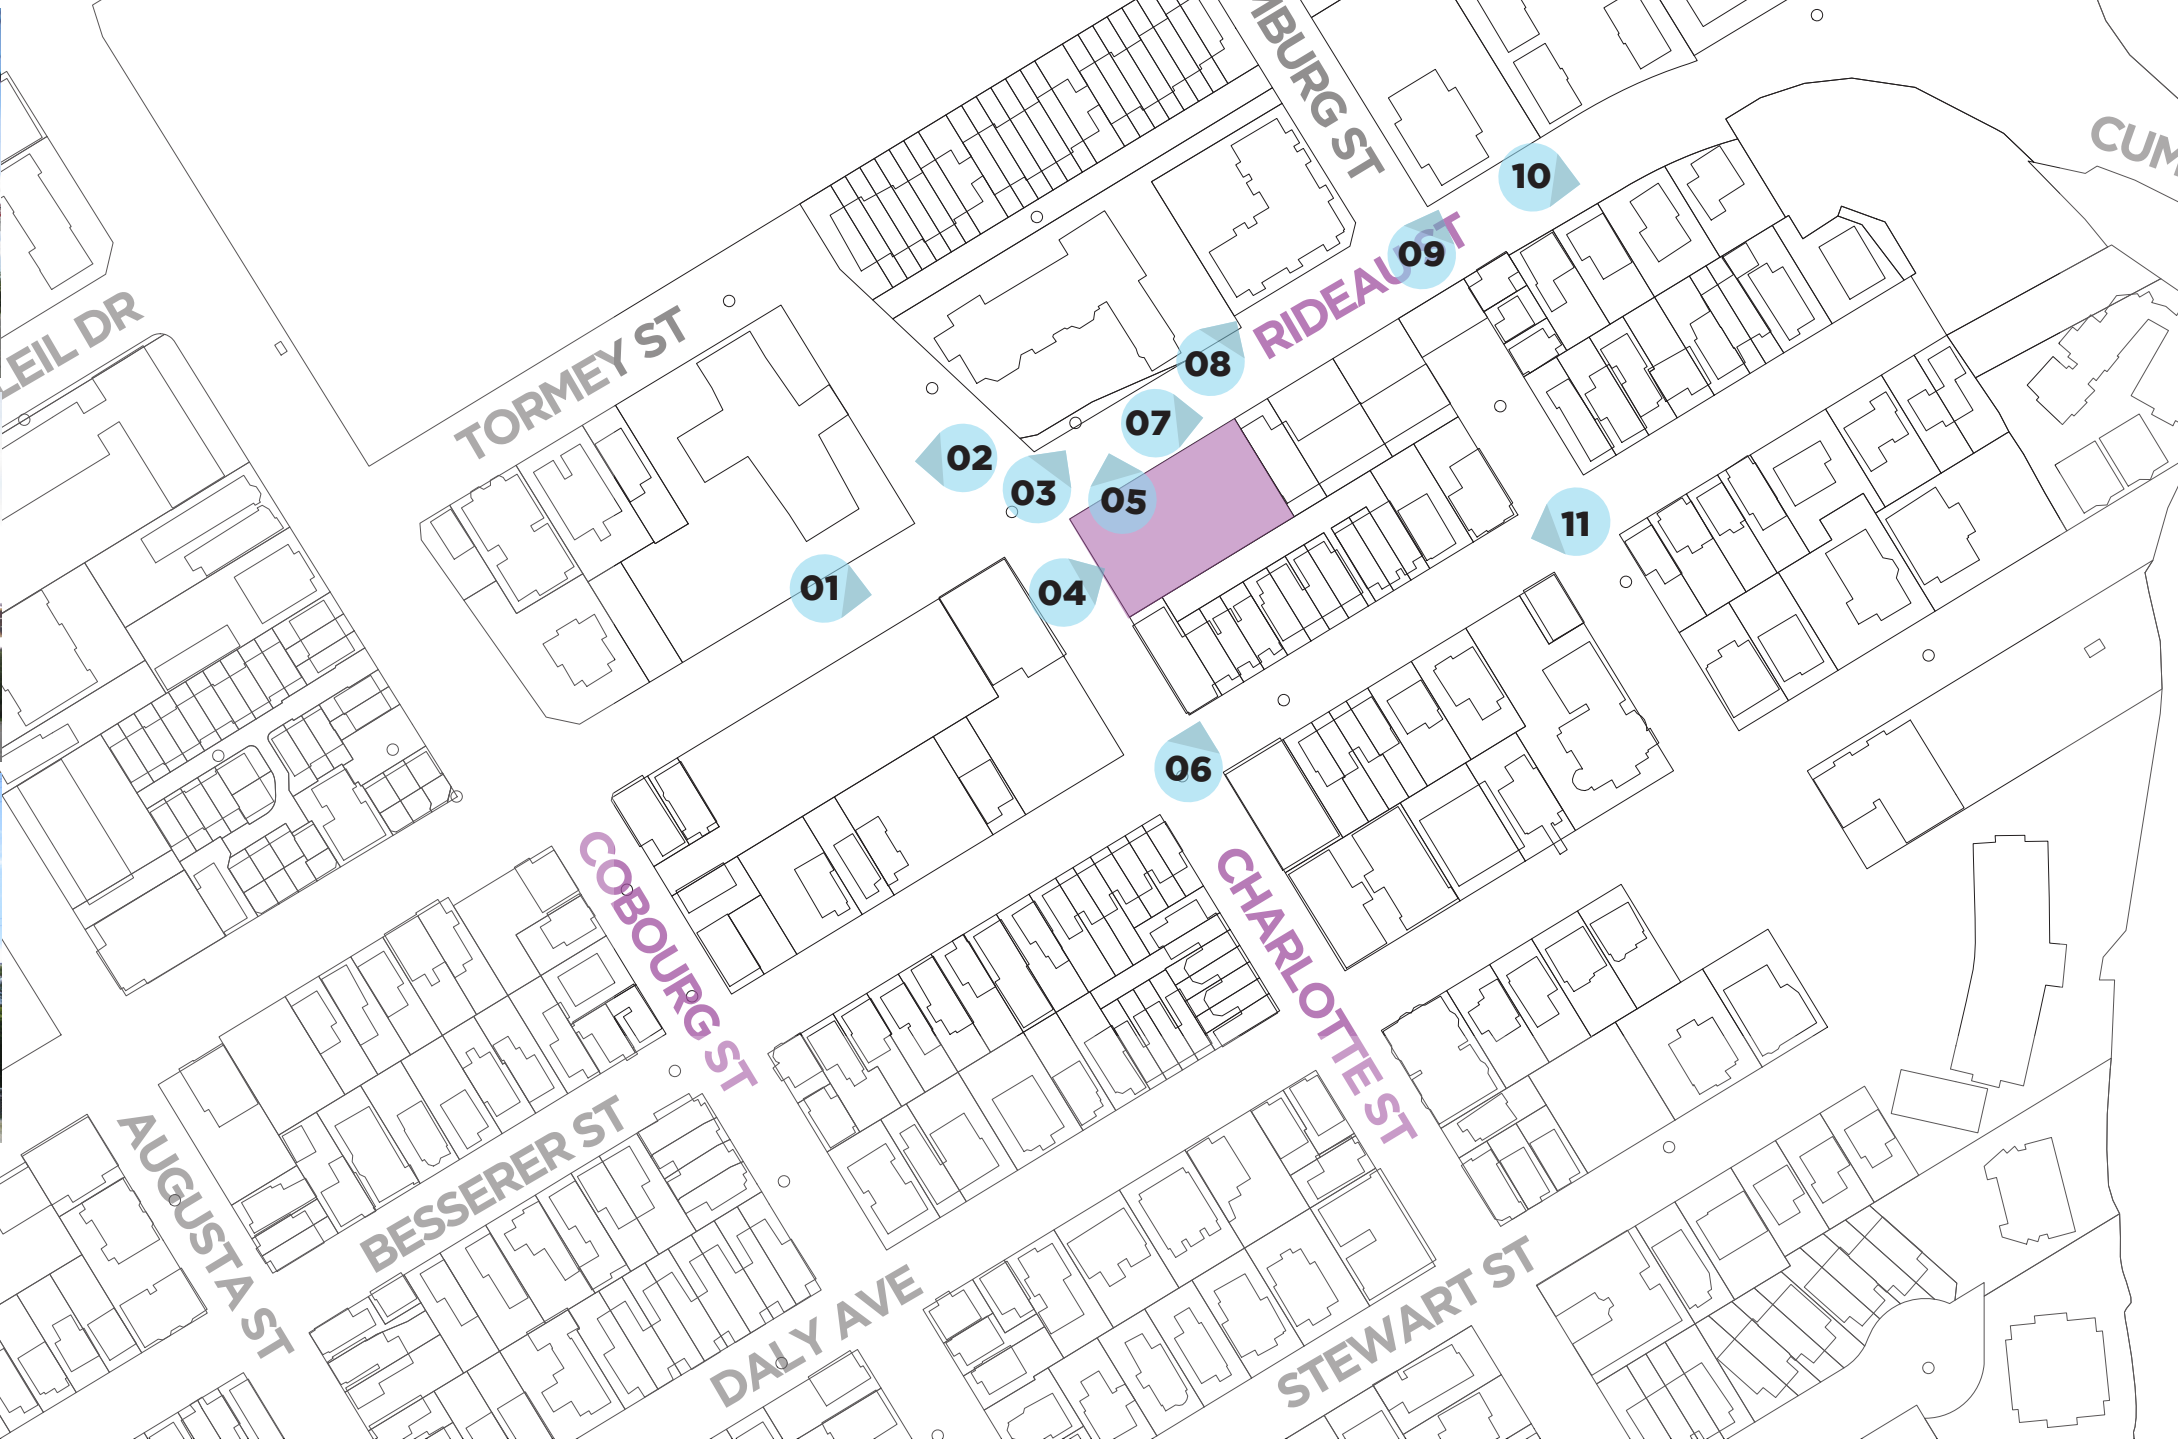 MBURG ST
CUM
10
09
RIDEAU ST
LEIL DR
TORMEY ST
08
07
02
03
05
11
01
04
06
COBOURG ST
CHARLOTTE ST
AUGUSTA ST
BESSERER ST
DALY AVE
STEWART ST